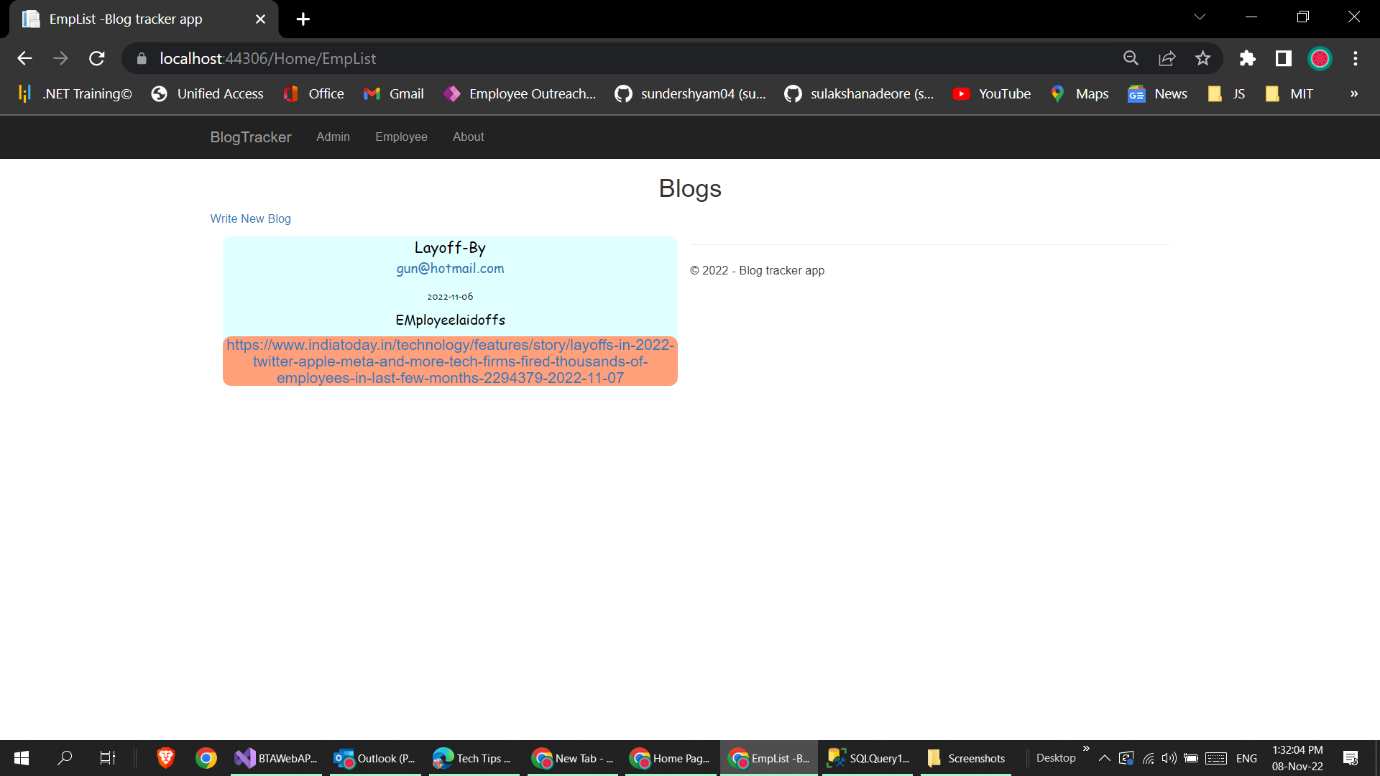 EmpList -Blog tracker app
localhost:44306/Home/EmpList
.NET Training© Unified Access Office Gmail Employee Outreach... sundershyam04 (su... sulakshanadeore (s... YouTube Maps News JS MIT »
BlogTracker Admin Employee About
Blogs
Write New Blog
Layoff-By
gun@hotmail.com
2022-11-06
EMployeelaidoffs
https://www.indiatoday.in/technology/features/story/layoffs-in-2022-
twitter-apple-meta-and-more-tech-firms-fired-thousands-of-
employees-in-last-few-months-2294379-2022-11-07
© 2022 - Blog tracker app
BTAWebAP... Outlook (P... Tech Tips ... New Tab - ... Home Pag... EmpList -B... SQLQuery1... Screenshots Desktop » ENG 1:32:04 PM
08-Nov-22